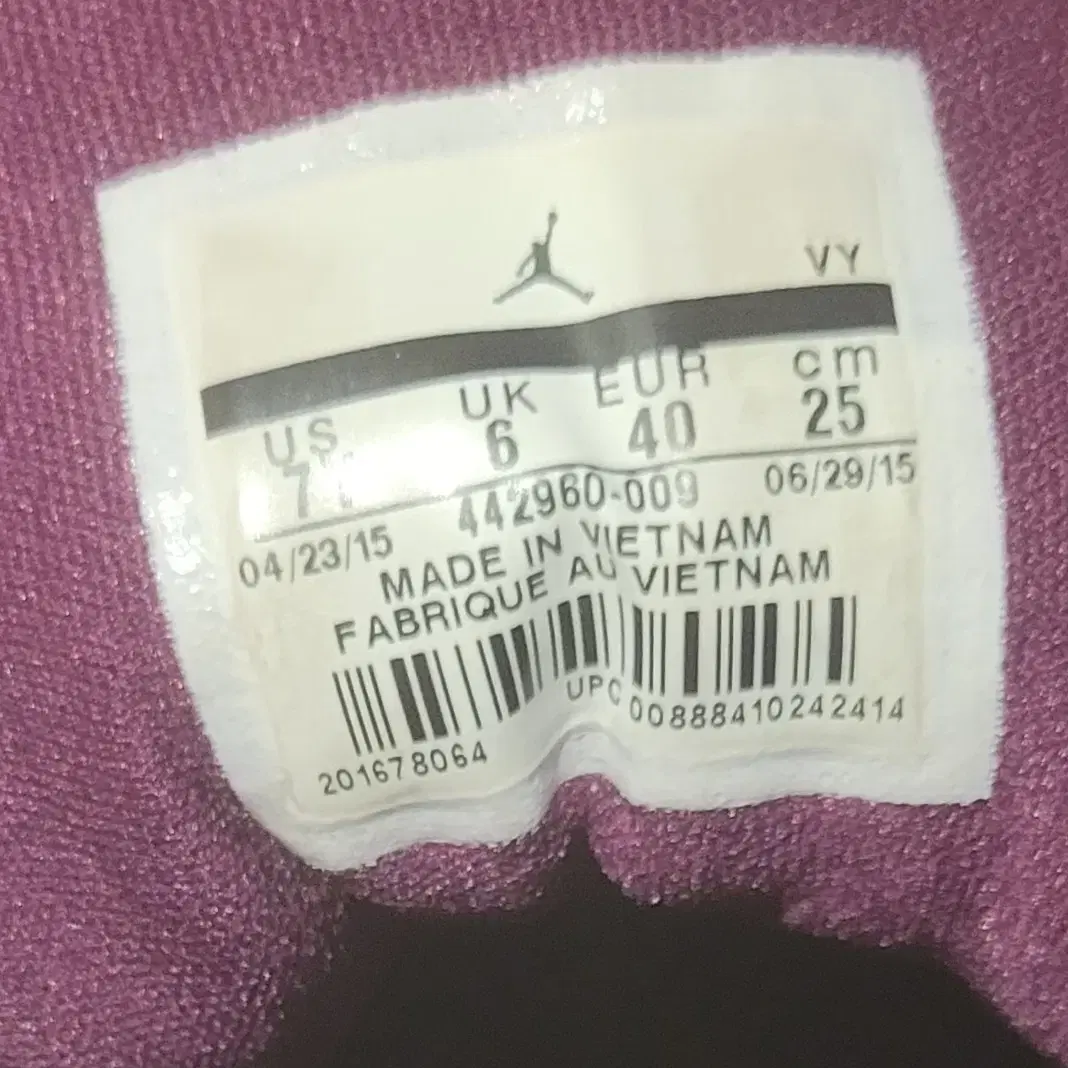 VY
US UK EUR cm
7 6 40 25
04/23/15 442960-009 06/29/15
MADE IN VIETNAM
FABRIQUE AU VIETNAM
UPC
201678064 00888410242414